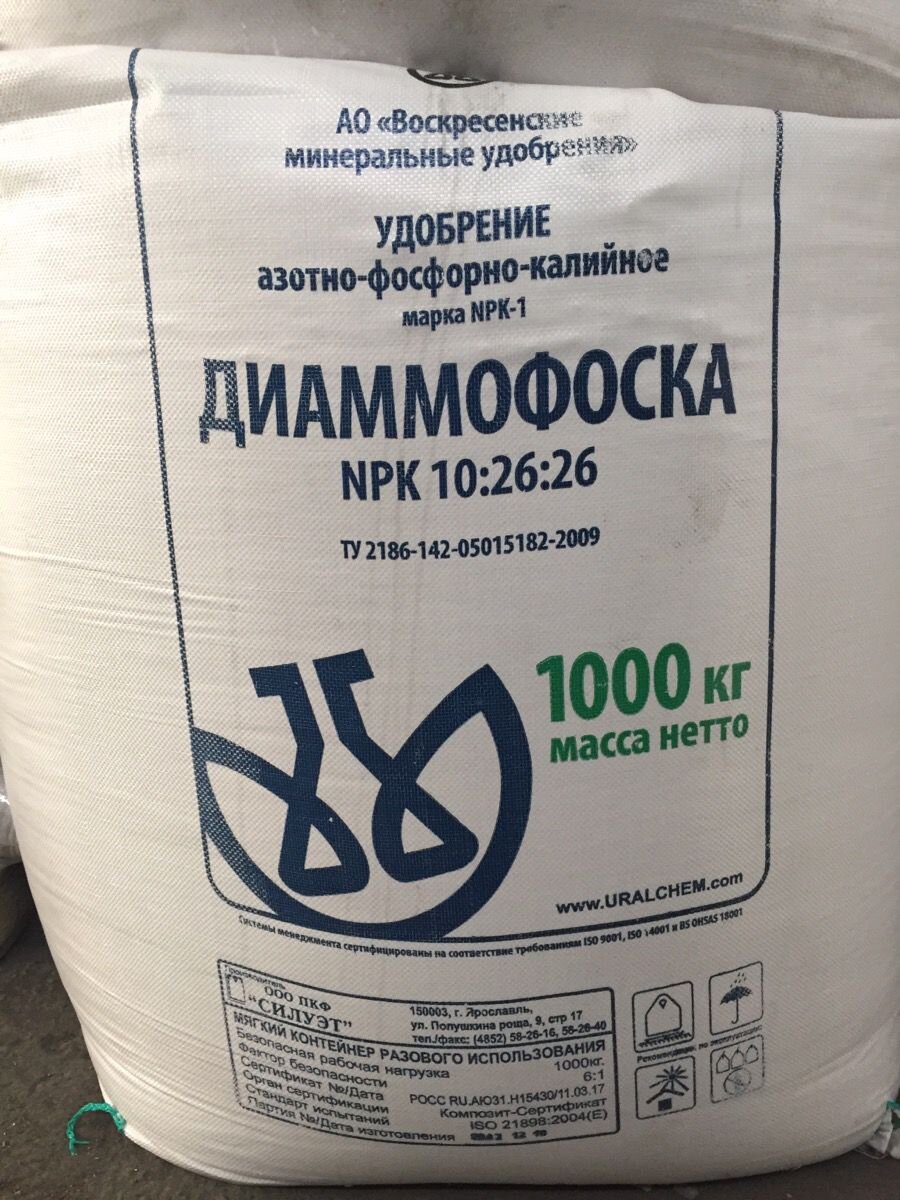 АО «Воскресенские
минеральные удобрения»
УДОБРЕНИЕ
азотно-фосфорно-калийное
марка NPK-1
ДИАММОФОСКА
NPK 10:26:26
ТУ 2186-142-05015182-2009
1000 кг
масса нетто
www.URALCHEM.com
Системы менеджмента сертифицированы на соответствие требованиям ISO 9001, ISO 14001 и BS OHSAS 18001
Производитель
ООО ПКФ
"СИЛУЭТ"
150003, г. Ярославль,
ул. Полушкина роща, 9, стр 17
тел./факс: (4852) 58-26-16, 58-26-40
МЯГКИЙ КОНТЕЙНЕР РАЗОВОГО ИСПОЛЬЗОВАНИЯ
Безопасная рабочая нагрузка 1000кг.
Фактор безопасности 6:1
Сертификат №/Дата РОСС RU.АЮ31.Н15430/11.03.17
Орган сертификации Композит-Сертификат
Стандарт испытаний ISO 21898:2004(E)
Партия №/Дата изготовления
Рекомендации по эксплуатации: